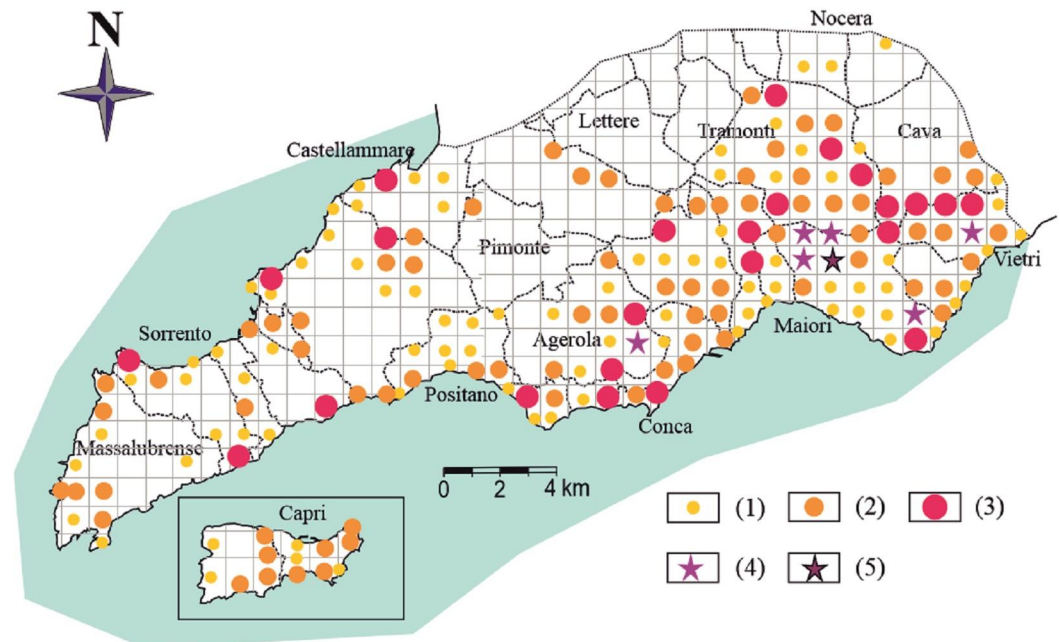 N
Nocera
Lettere
Tramonti
Cava
Castellammare
Pimonte
Vietri
Sorrento
Agerola
Maiori
Positano
Conca
Massalubrense
0 2 4 km
Capri
(1) (2) (3)
(4) (5)